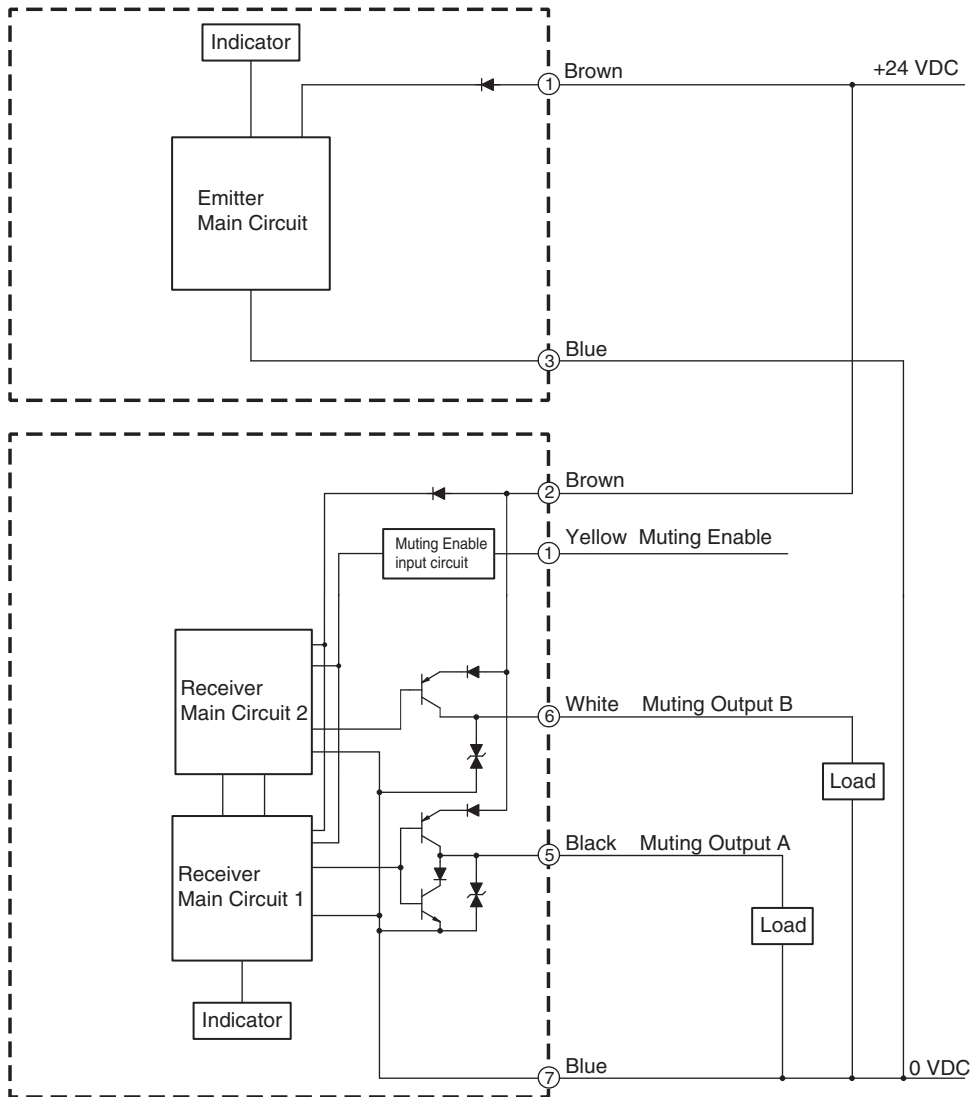 Indicator
Brown
+24 VDC
1
Emitter
Main Circuit
Blue
3
Brown
2
Muting Enable
input circuit
Yellow Muting Enable
1
Receiver
Main Circuit 2
White Muting Output B
6
Load
Black Muting Output A
5
Receiver
Main Circuit 1
Load
Indicator
Blue
0 VDC
7